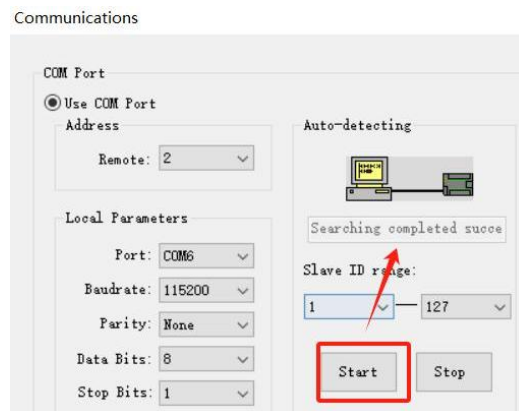 Communications
COM Port
Use COM Port
Address
Remote: 2
Local Parameters
Port: COM6
Baudrate: 115200
Parity: None
Data Bits: 8
Stop Bits: 1
Auto-detecting
Searching completed succe
Slave ID range:
1 — 127
Start Stop